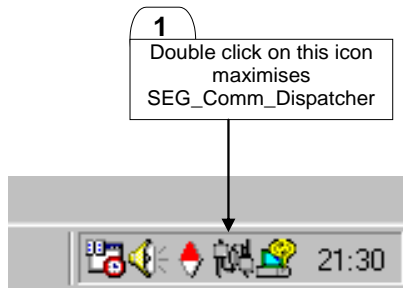 1
Double click on this icon
maximises
SEG_Comm_Dispatcher
21:30